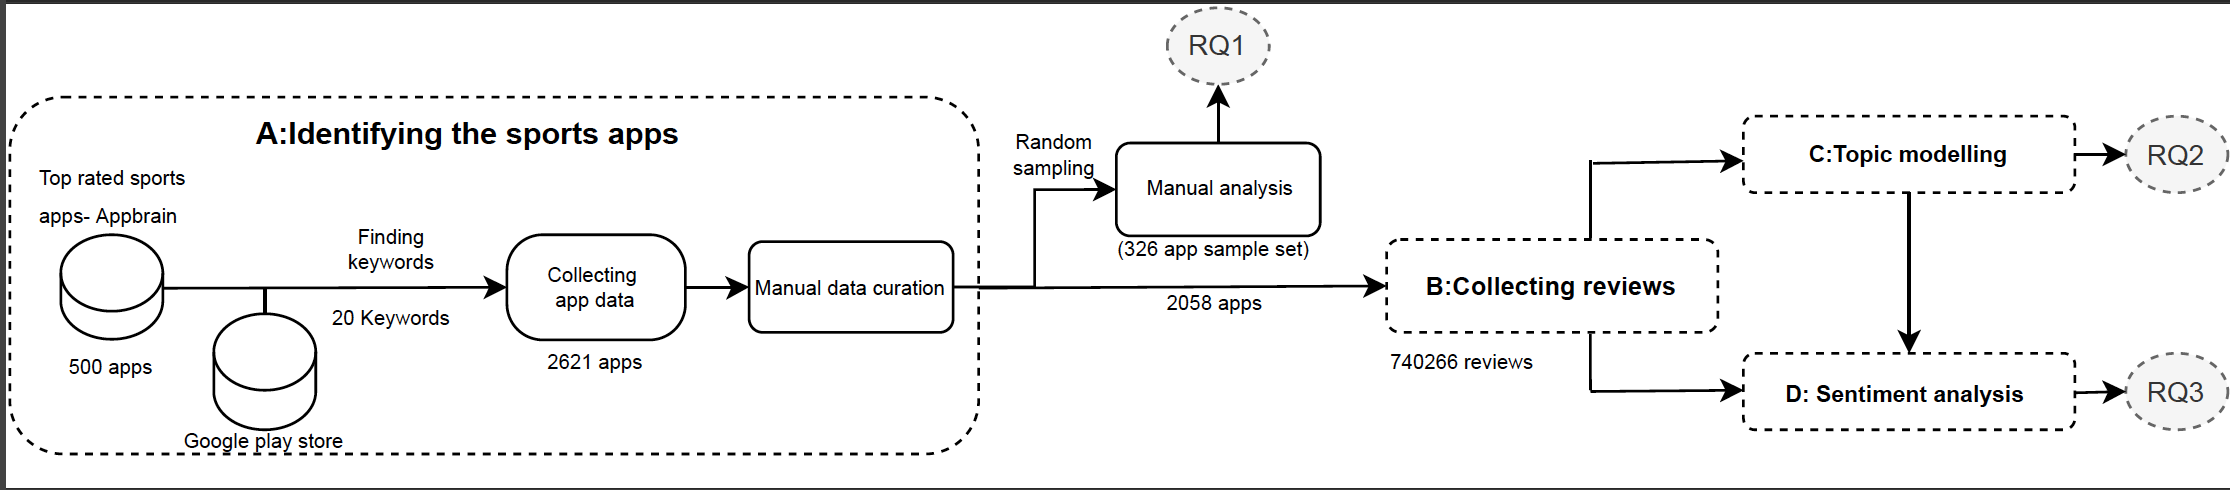 RQ1
A:Identifying the sports apps
Top rated sports
apps- Appbrain
500 apps
Google play store
Finding
keywords
20 Keywords
Collecting
app data
2621 apps
Manual data curation
Random
sampling
Manual analysis
(326 app sample set)
2058 apps
B:Collecting reviews
740266 reviews
C:Topic modelling
RQ2
D: Sentiment analysis
RQ3